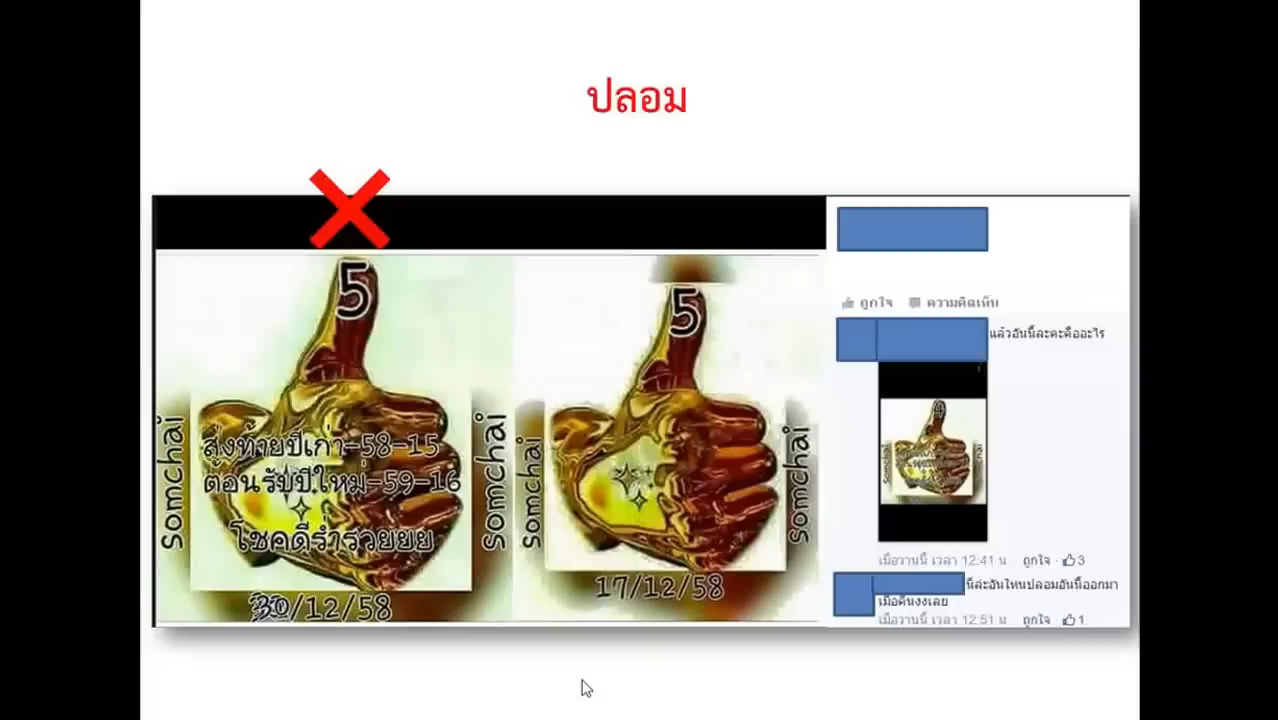 ปลอม
5
Somchai
ส่งท้ายปีเก่า-58-15
ต้อนรับปีใหม่-59-16
โชคดีร่ำรวยยย
Somchai
/12/58
5
Somchai
Somchai
17/12/58
ถูกใจ ความคิดเห็น
แล้วอันนี้ละคะคืออะไร
4
เมื่อวานนี้ เวลา 12:41 น ถูกใจ · 3
นี่ล่ะอันไหนปลอมอันนี้ออกมา
เมื่อคืนงงเลย
เมื่อวานนี้ เวลา 12:51 น ถูกใจ · 1